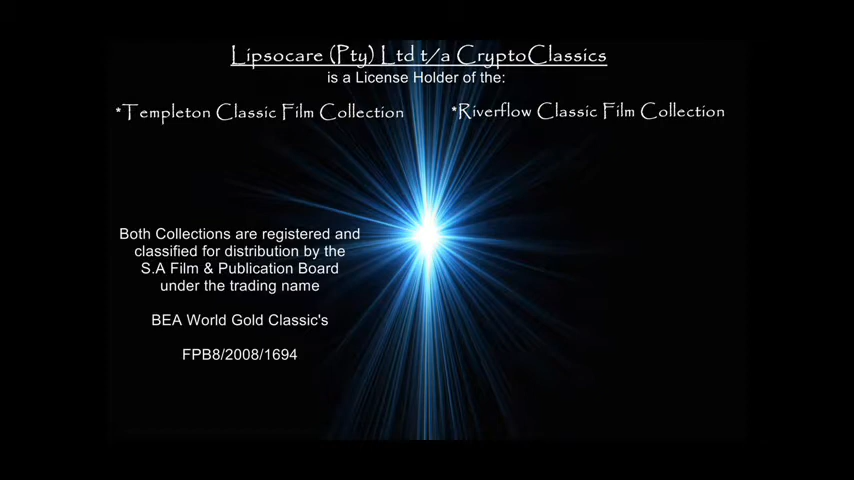 Lipsocare (Pty) Ltd t/a CryptoClassics
is a License Holder of the:
*Templeton Classic Film Collection
*Riverflow Classic Film Collection
Both Collections are registered and
classified for distribution by the
S.A Film & Publication Board
under the trading name
BEA World Gold Classic's
FPB8/2008/1694